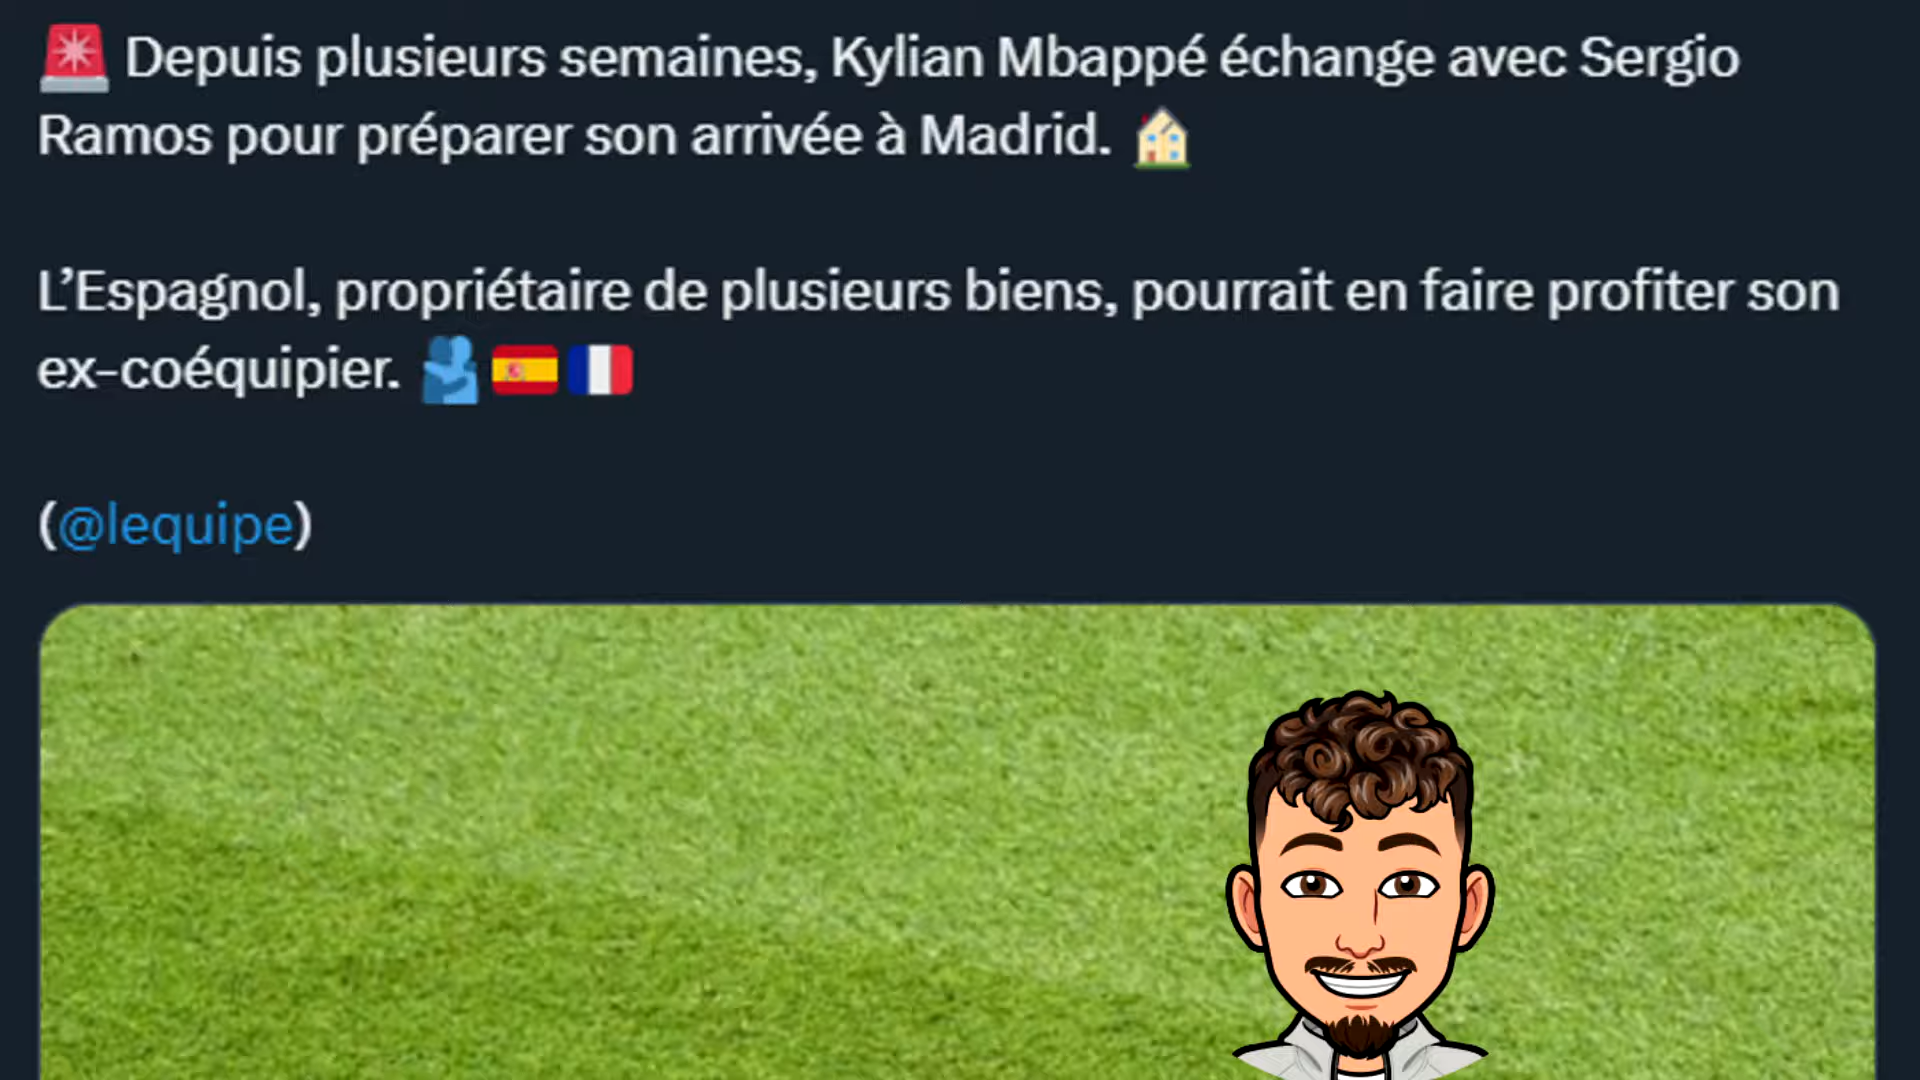 🚨 Depuis plusieurs semaines, Kylian Mbappé échange avec Sergio
Ramos pour préparer son arrivée à Madrid. 🏠
L’Espagnol, propriétaire de plusieurs biens, pourrait en faire profiter son
ex-coéquipier. 🫂🇪🇸🇫🇷
(@lequipe)